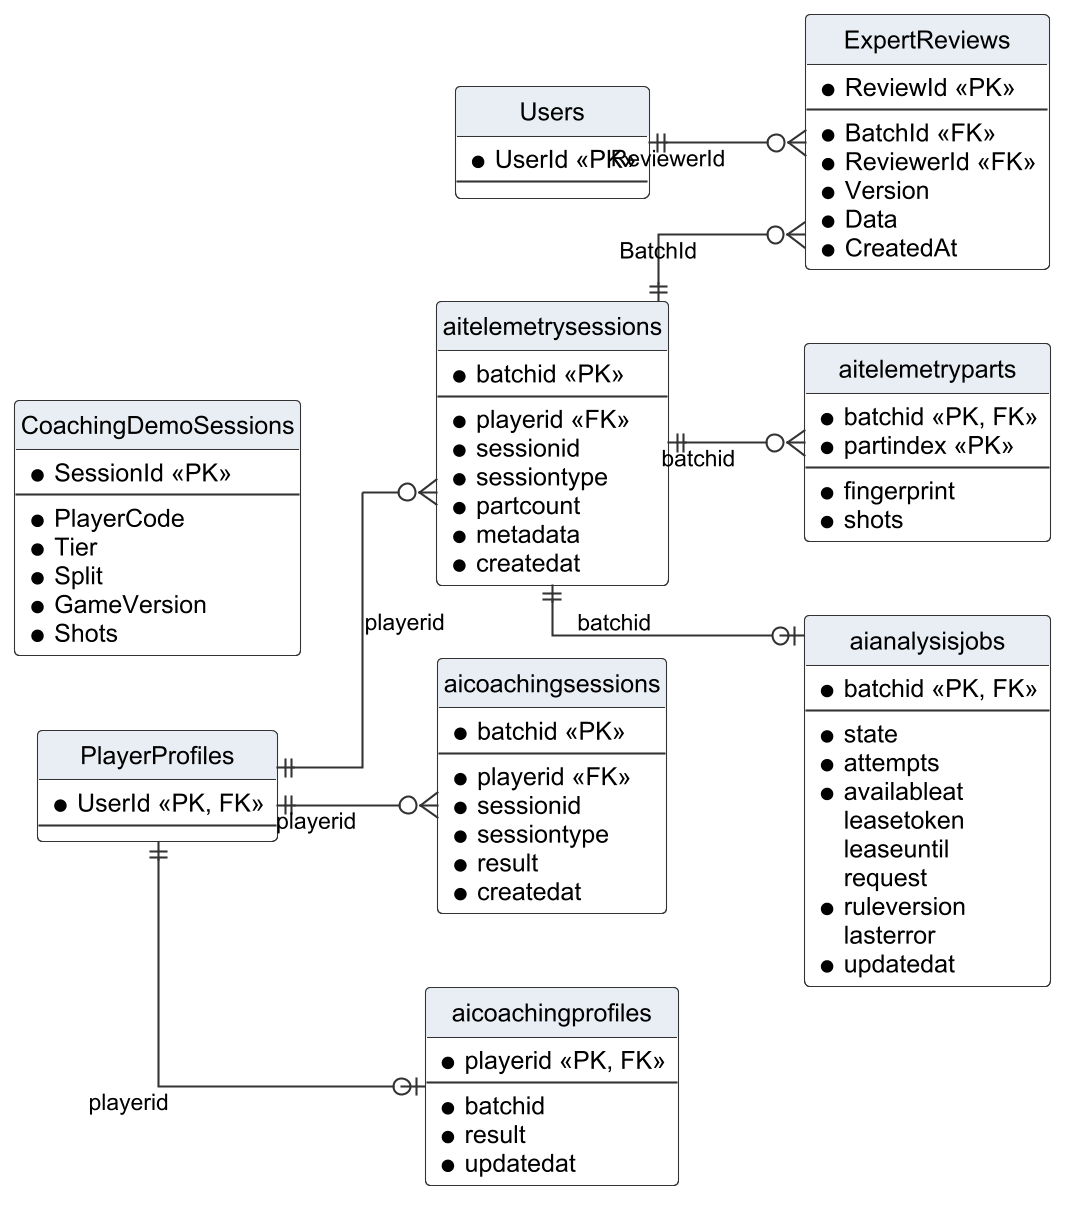 ExpertReviews
ReviewId «PK»
BatchId «FK»
ReviewerId «FK»
Version
Data
CreatedAt
Users
UserId «PK»
ReviewerId
BatchId
aitelemetrysessions
batchid «PK»
playerid «FK»
sessionid
sessiontype
partcount
metadata
createdat
aitelemetryparts
batchid «PK, FK»
partindex «PK»
fingerprint
shots
batchid
CoachingDemoSessions
SessionId «PK»
PlayerCode
Tier
Split
GameVersion
Shots
playerid
batchid
aianalysisjobs
batchid «PK, FK»
state
attempts
availableat
leasetoken
leaseuntil
request
ruleversion
lasterror
updatedat
aicoachingsessions
batchid «PK»
playerid «FK»
sessionid
sessiontype
result
createdat
PlayerProfiles
UserId «PK, FK»
playerid
aicoachingprofiles
playerid «PK, FK»
batchid
result
updatedat
playerid